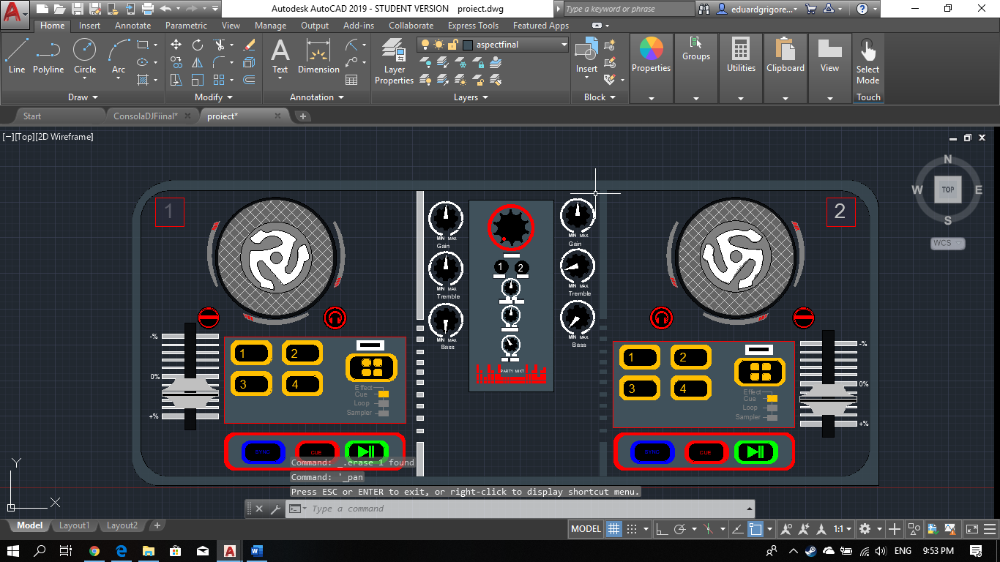 Autodesk AutoCAD 2019 - STUDENT VERSION proiect.dwg
Type a keyword or phrase
eduardgrigore...
Home Insert Annotate Parametric View Manage Output Add-ins Collaborate Express Tools Featured Apps
aspectfinal
Line Polyline Circle Arc
Text Dimension
Layer Properties
Insert
Properties Groups Utilities Clipboard View
Select Mode
Draw Modify Annotation Layers Block Touch
Start ConsolaDJFiinal* proiect*
[−][Top][2D Wireframe]
N
W TOP E
S
WCS
1
2
MIN MAX
Gain
MIN MAX
Tremble
MIN MAX
Bass
1 2
PARTY MIX1
MIN MAX
Gain
MIN MAX
Tremble
MIN MAX
Bass
-%
0%
+%
1 2
3 4
Effect
Cue
Loop
Sampler
SYNC CUE
1 2
3 4
Effect
Cue
Loop
Sampler
-%
0%
+%
SYNC CUE
Y
X
Command: _.erase 1 found
Command: '_pan
Press ESC or ENTER to exit, or right-click to display shortcut menu.
Type a command
Model Layout1 Layout2
MODEL
1:1
ENG 9:53 PM